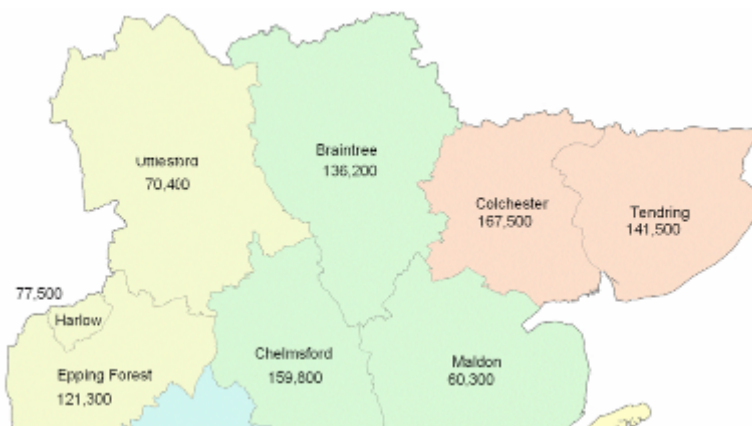 Uttlesford
70,400
Braintree
136,200
Colchester
167,500
Tendring
141,500
77,500
Harlow
Epping Forest
121,300
Chelmsford
159,800
Maldon
60,300